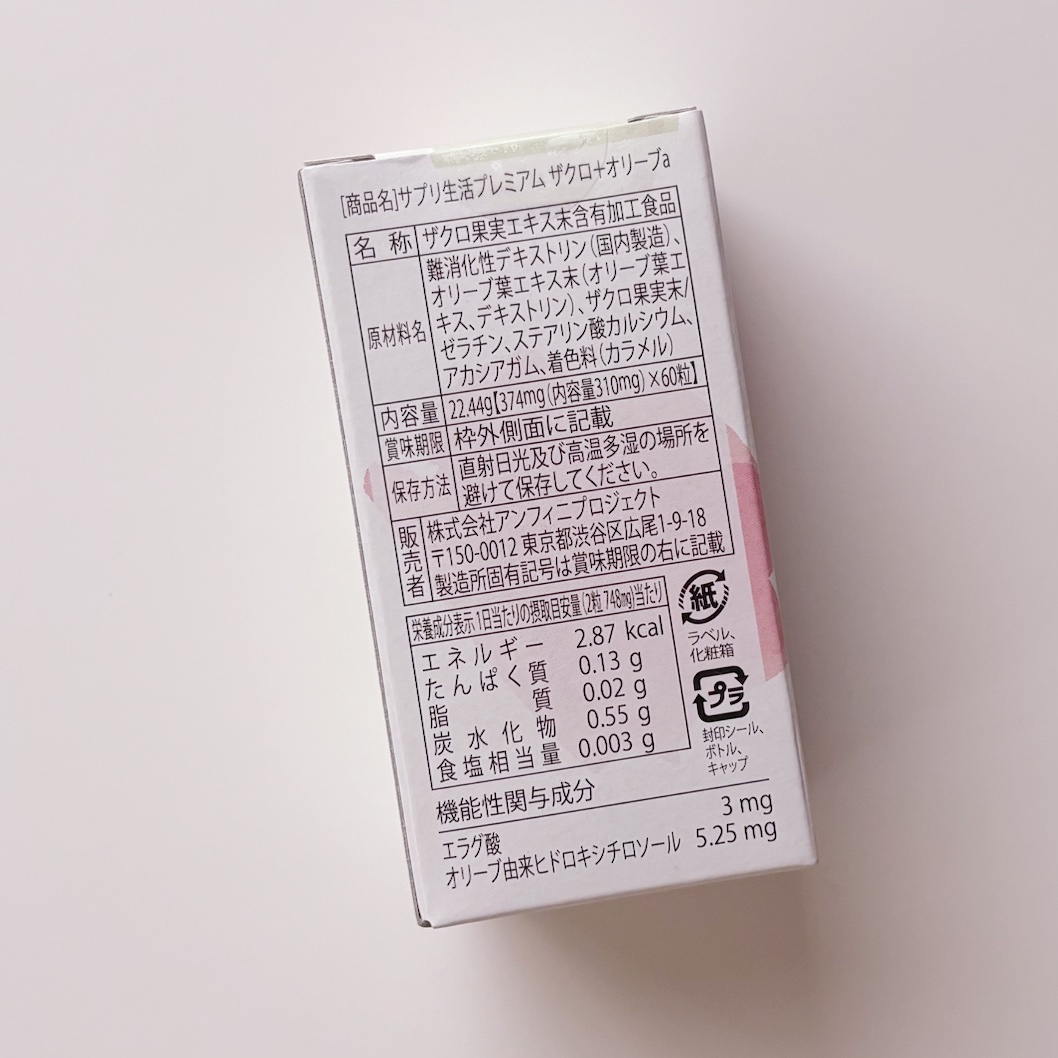 [商品名]サプリ生活プレミアム ザクロ+オリーブa
名 称 ザクロ果実エキス末含有加工食品
原材料名 難消化性デキストリン(国内製造)、
オリーブ葉エキス末(オリーブ葉エ
キス、デキストリン)、ザクロ果実末/
ゼラチン、ステアリン酸カルシウム、
アカシアガム、着色料(カラメル)
内容量 22.44g【374mg(内容量310mg)×60粒】
賞味期限 枠外側面に記載
保存方法 直射日光及び高温多湿の場所を
避けて保存してください。
販売者 株式会社アンフィニプロジェクト
〒150-0012 東京都渋谷区広尾1-9-18
製造所固有記号は賞味期限の右に記載
栄養成分表示 1日当たりの摂取目安量(2粒 748mg)当たり
エネルギー 2.87 kcal
たんぱく質 0.13 g
脂質 0.02 g
炭水化物 0.55 g
食塩相当量 0.003 g
紙
ラベル、
化粧箱
プラ
封印シール、
ボトル、
キャップ
機能性関与成分
エラグ酸 3 mg
オリーブ由来ヒドロキシチロソール 5.25 mg